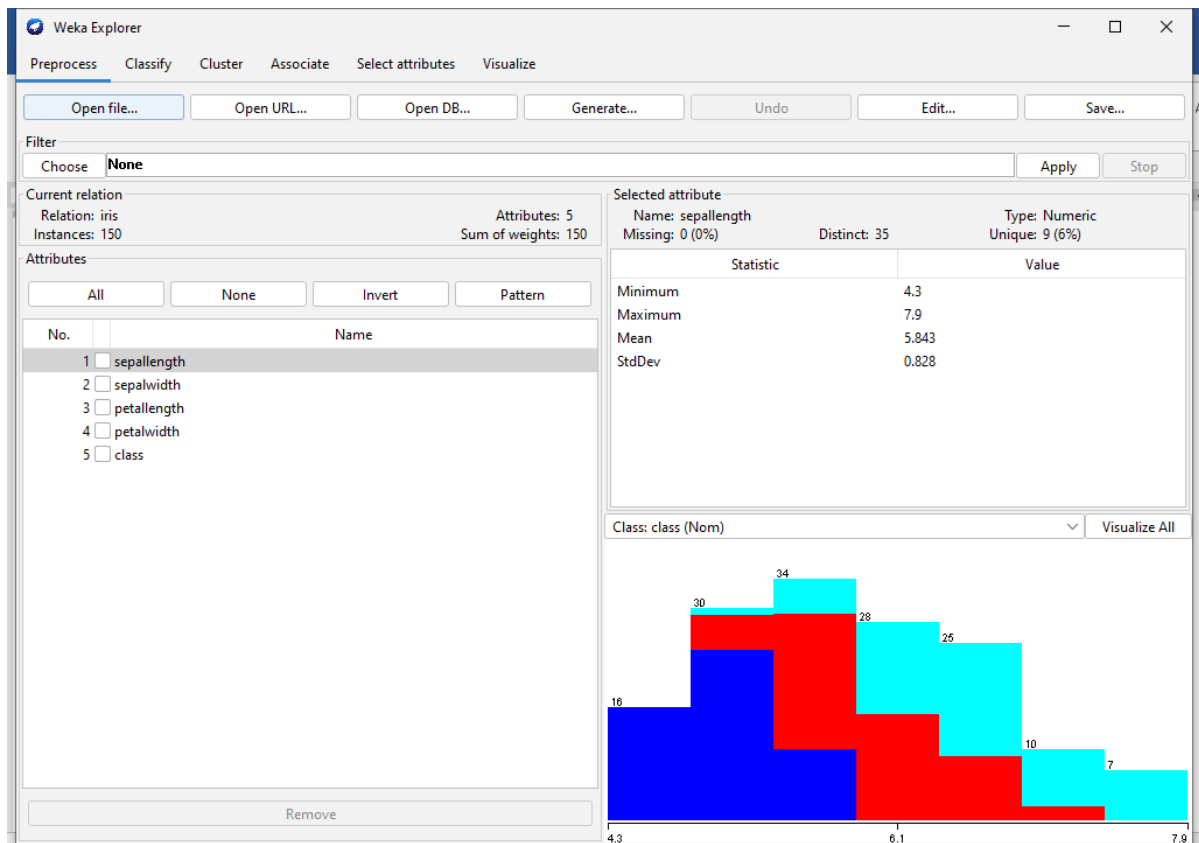 Weka Explorer
Preprocess Classify Cluster Associate Select attributes Visualize
Open file... Open URL... Open DB... Generate... Undo Edit... Save...
Filter
Choose None Apply Stop
Current relation
Relation: iris Attributes: 5
Instances: 150 Sum of weights: 150
Attributes
All None Invert Pattern
No. Name
1 sepallength
2 sepalwidth
3 petallength
4 petalwidth
5 class
Remove
Selected attribute
Name: sepallength Type: Numeric
Missing: 0 (0%) Distinct: 35 Unique: 9 (6%)
Statistic Value
Minimum 4.3
Maximum 7.9
Mean 5.843
StdDev 0.828
Class: class (Nom) Visualize All
34
30
28
25
16
10
7
4.3 6.1 7.9